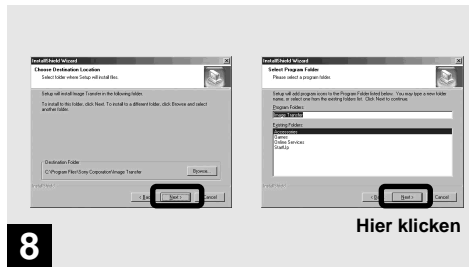 InstallShield Wizard
Choose Destination Location
Select folder where Setup will install files.
Setup will install Image Transfer in the following folder.
To install to this folder, click Next. To install to a different folder, click Browse and select
another folder.
Destination Folder
C:\Program Files\Sony Corporation\Image Transfer
Browse...
InstallShield
Next >
Cancel
InstallShield Wizard
Select Program Folder
Please select a program folder.
Setup will add program icons to the Program Folder listed below. You may type a new folder
name, or select one from the existing folders list. Click Next to continue.
Program Folders:
Image Transfer
Existing Folders:
Accessories
Games
Online Services
StartUp
InstallShield
Next >
Cancel
Hier klicken
8